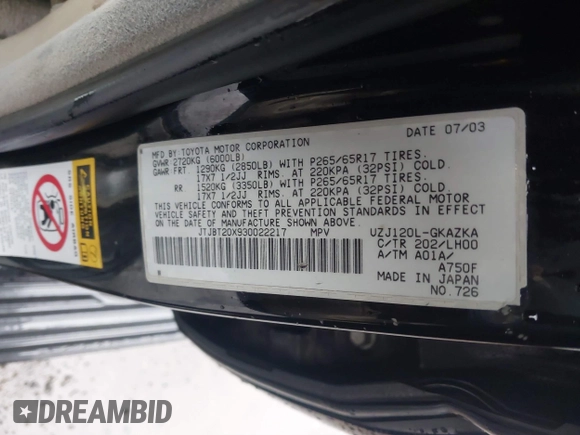 DATE 07/03
MFD BY: TOYOTA MOTOR CORPORATION
GVWR 2720KG (6000LB)
GAWR FRT. 1290KG (2850LB) WITH P265/65R17 TIRES.
17X7 1/2JJ RIMS. AT 220KPA (32PSI) COLD.
RR. 1520KG (3350LB) WITH P265/65R17 TIRES.
17X7 1/2JJ RIMS. AT 220KPA (32PSI) COLD.
THIS VEHICLE CONFORMS TO ALL APPLICABLE FEDERAL MOTOR
VEHICLE SAFETY AND THEFT PREVENTION STANDARDS IN EFFECT
ON THE DATE OF MANUFACTURE SHOWN ABOVE.
JTJBT20X930022217 MPV UZJ120L-GKAZKA
C/TR 202/LH00
A/TM A01A/
A750F
MADE IN JAPAN
NO.726
DREAMBID